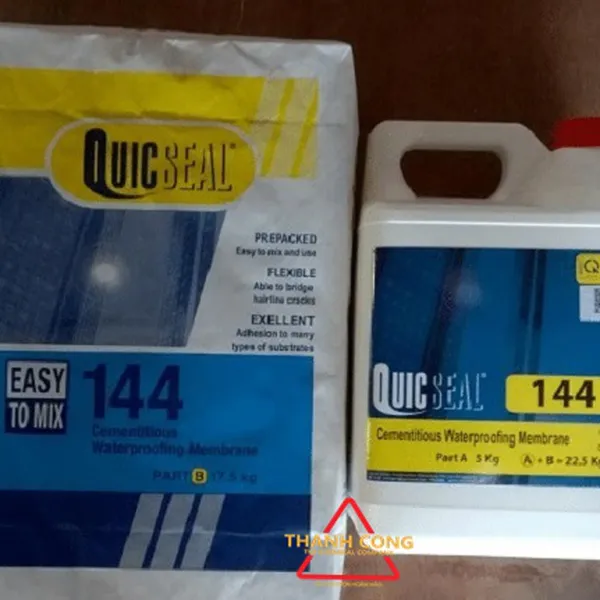 QUICSEAL
PREPACKED
Easy to mix and use
FLEXIBLE
Able to bridge
hairline cracks
EXELLENT
Adhesion to many
types of substrates
EASY
TO MIX
144
Cementitious
Waterproofing Membrane
PART B 17.5 kg
Q
QUICSEAL
144
Cementitious Waterproofing Membrane
Part A 5 Kg
A + B = 22.5 Kg
THANH CONG